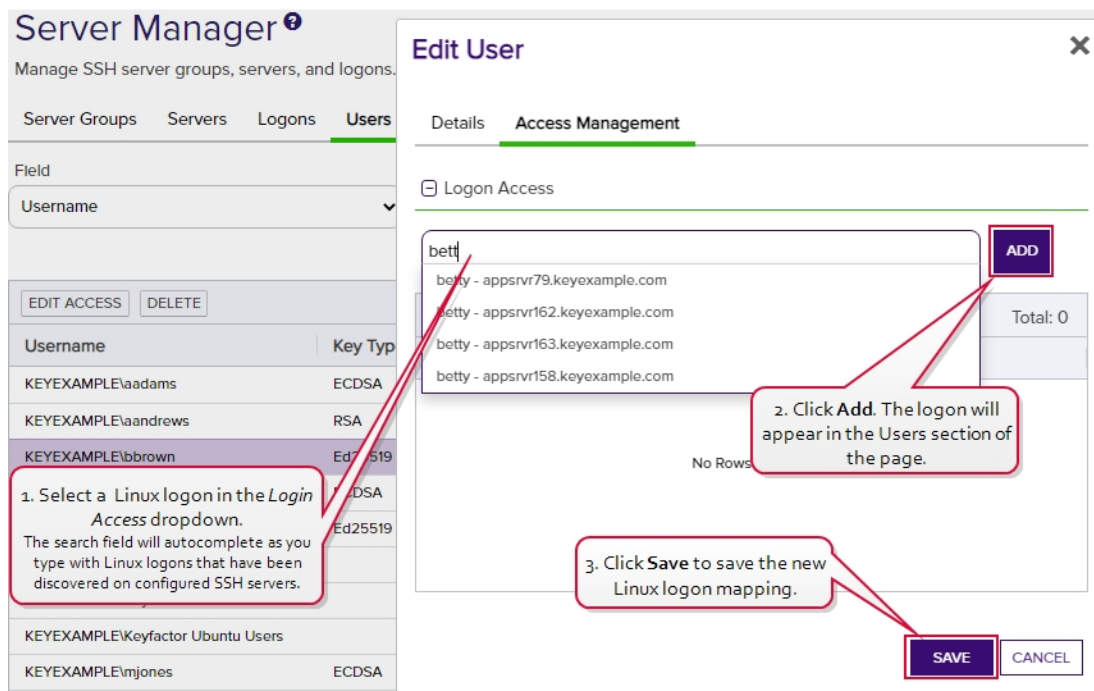 Server Manager ?
Manage SSH server groups, servers, and logons.
Server Groups Servers Logons Users
Field
Username
EDIT ACCESS DELETE
Username Key Typ
KEYEXAMPLE\aadams ECDSA
KEYEXAMPLE\aandrews RSA
KEYEXAMPLE\bbrown Ed25519
ECDSA
Ed25519
KEYEXAMPLE\Keyfactor Ubuntu Users
KEYEXAMPLE\mjones ECDSA
1. Select a Linux logon in the Login
Access dropdown.
The search field will autocomplete as you
type with Linux logons that have been
discovered on configured SSH servers.
Edit User
Details Access Management
Logon Access
bett
ADD
betty - appsrvr79.keyexample.com
betty - appsrvr162.keyexample.com
betty - appsrvr163.keyexample.com
betty - appsrvr158.keyexample.com
Total: 0
No Rows
2. Click Add. The logon will
appear in the Users section of
the page.
3. Click Save to save the new
Linux logon mapping.
SAVE CANCEL